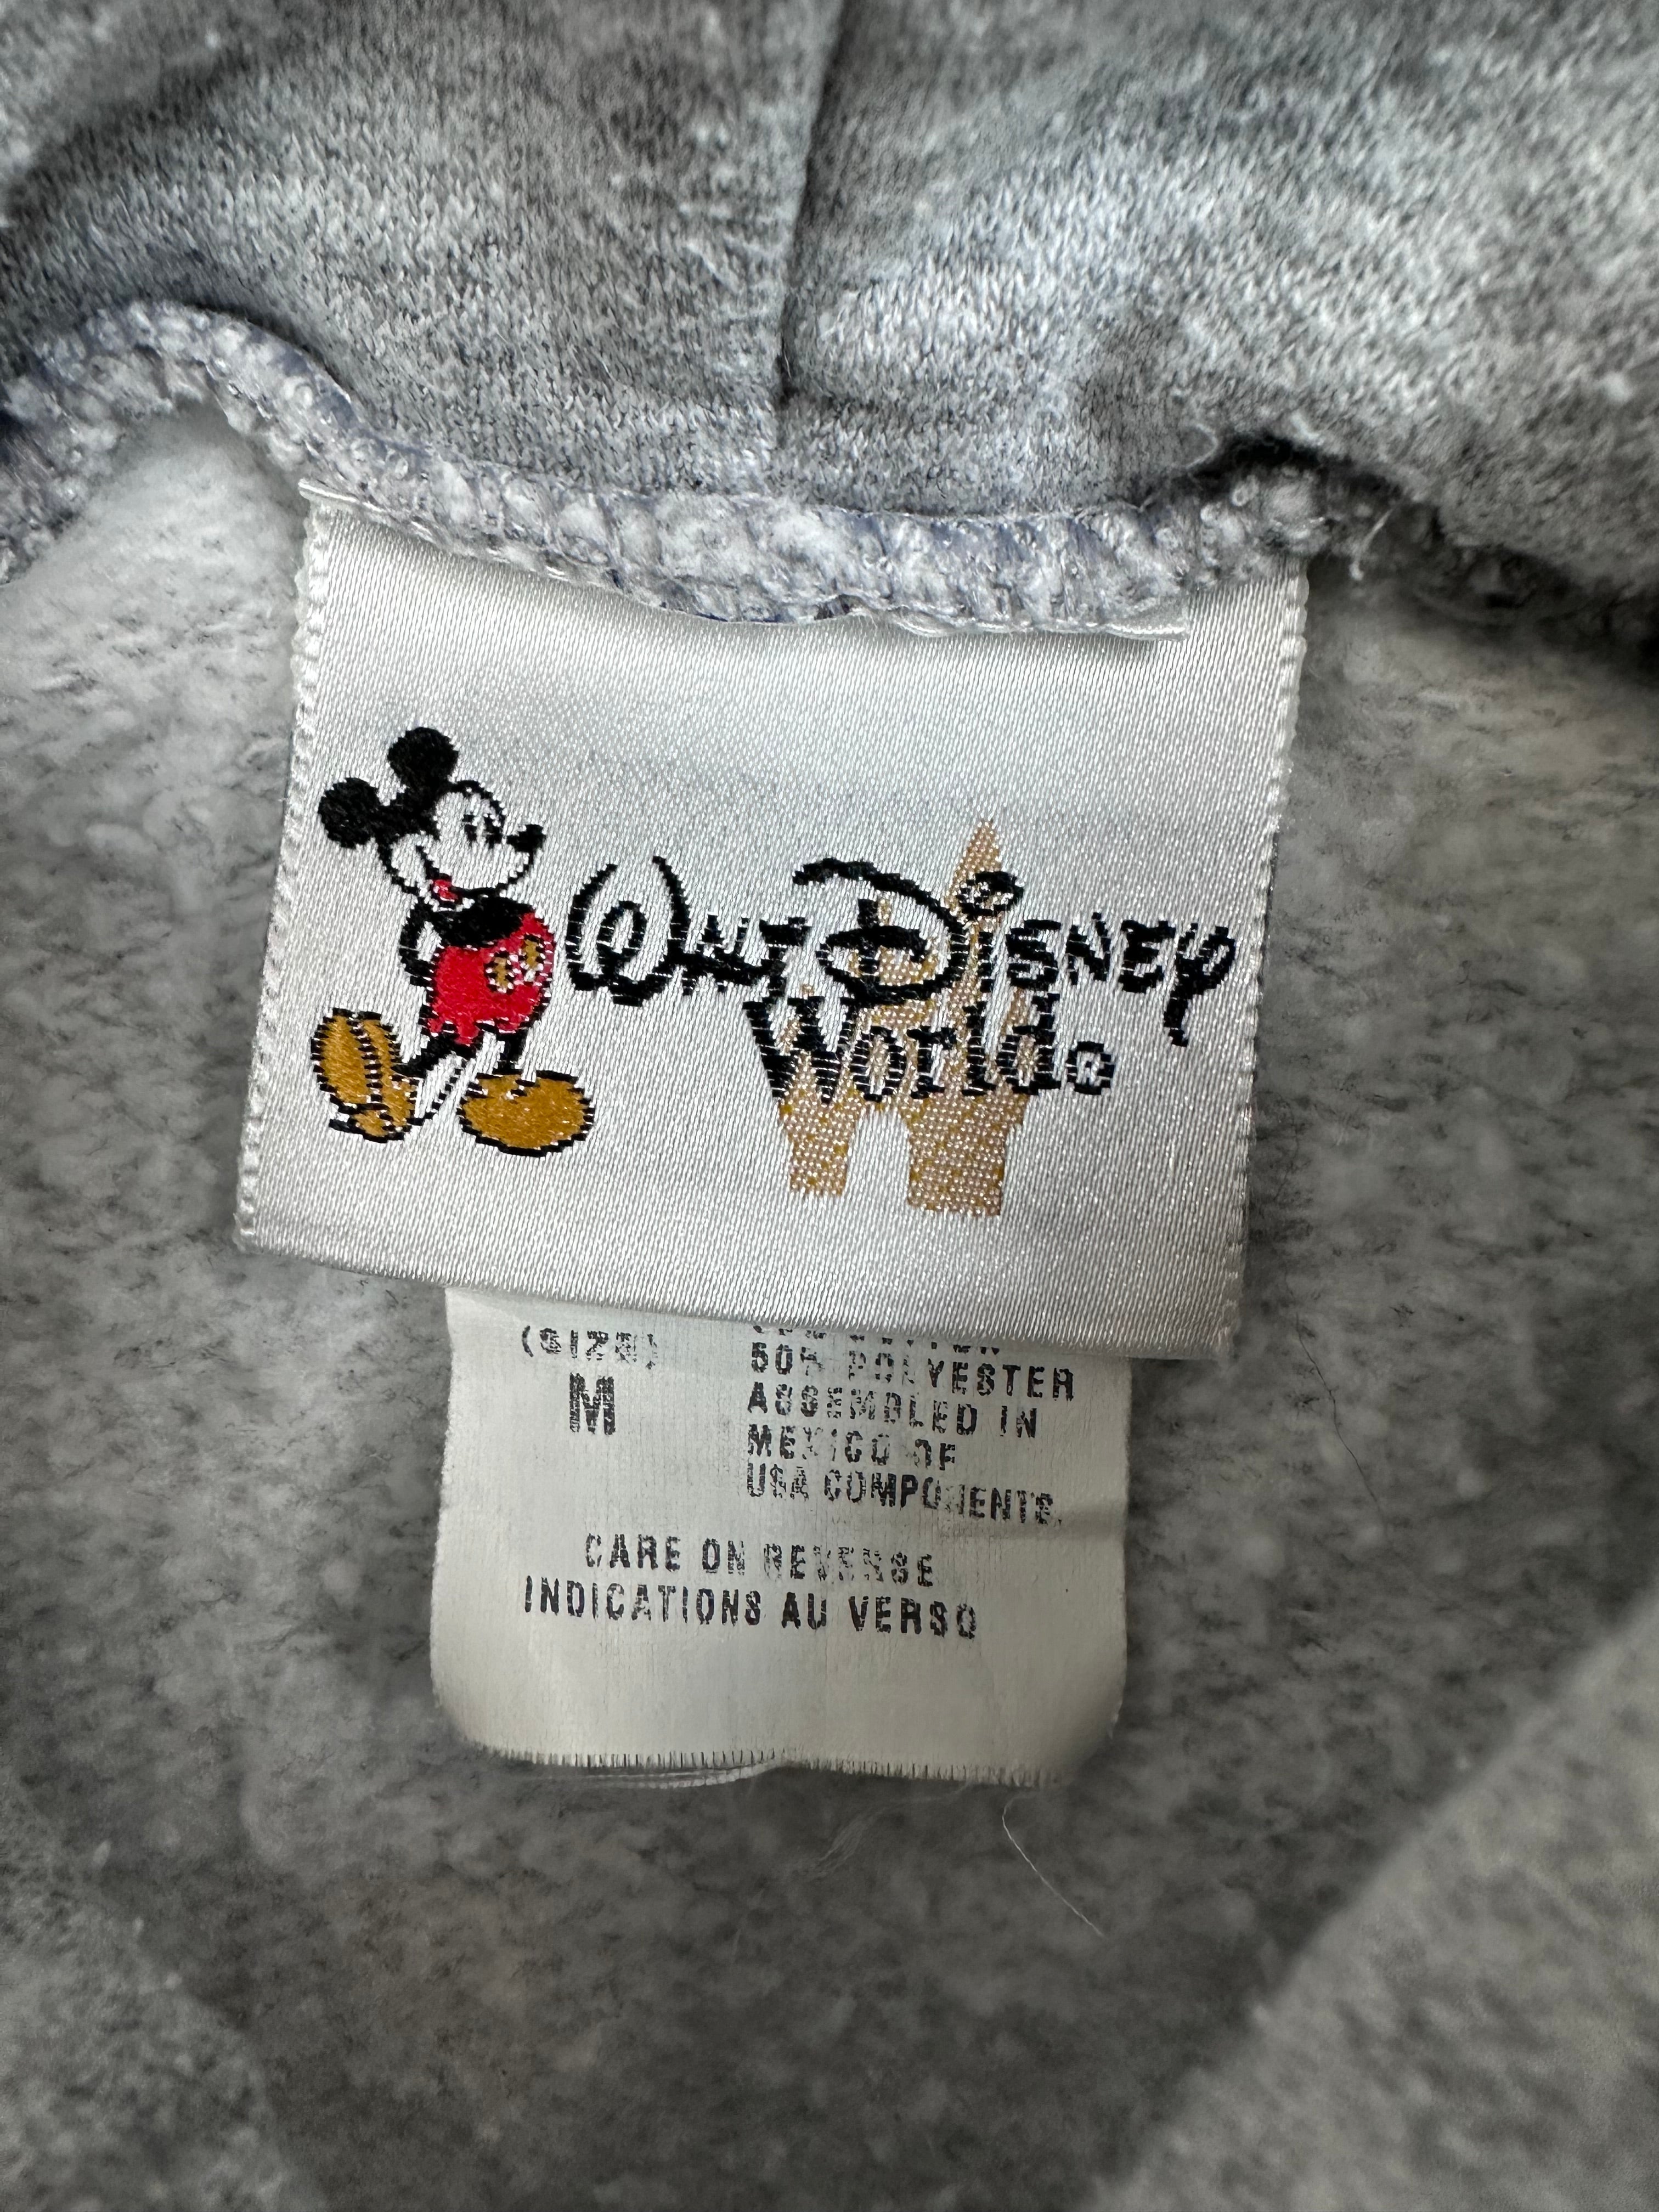 Walt Disney
World®
(SIZE)
M
50% POLYESTER
ASSEMBLED IN
MEXICO OF
USA COMPONENTS.
CARE ON REVERSE
INDICATIONS AU VERSO